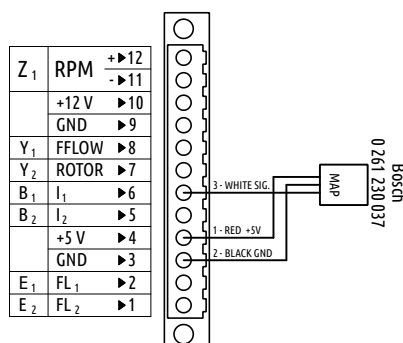 Z1 RPM +▶12
-▶11
+12 V ▶10
GND ▶9
Y1 FFLOW ▶8
Y2 ROTOR ▶7
B1 I1 ▶6
B2 I2 ▶5
+5 V ▶4
GND ▶3
E1 FL1 ▶2
E2 FL2 ▶1
3 - WHITE SIG.
1 - RED +5V
2 - BLACK GND
MAP
Bosch
0 261 230 037